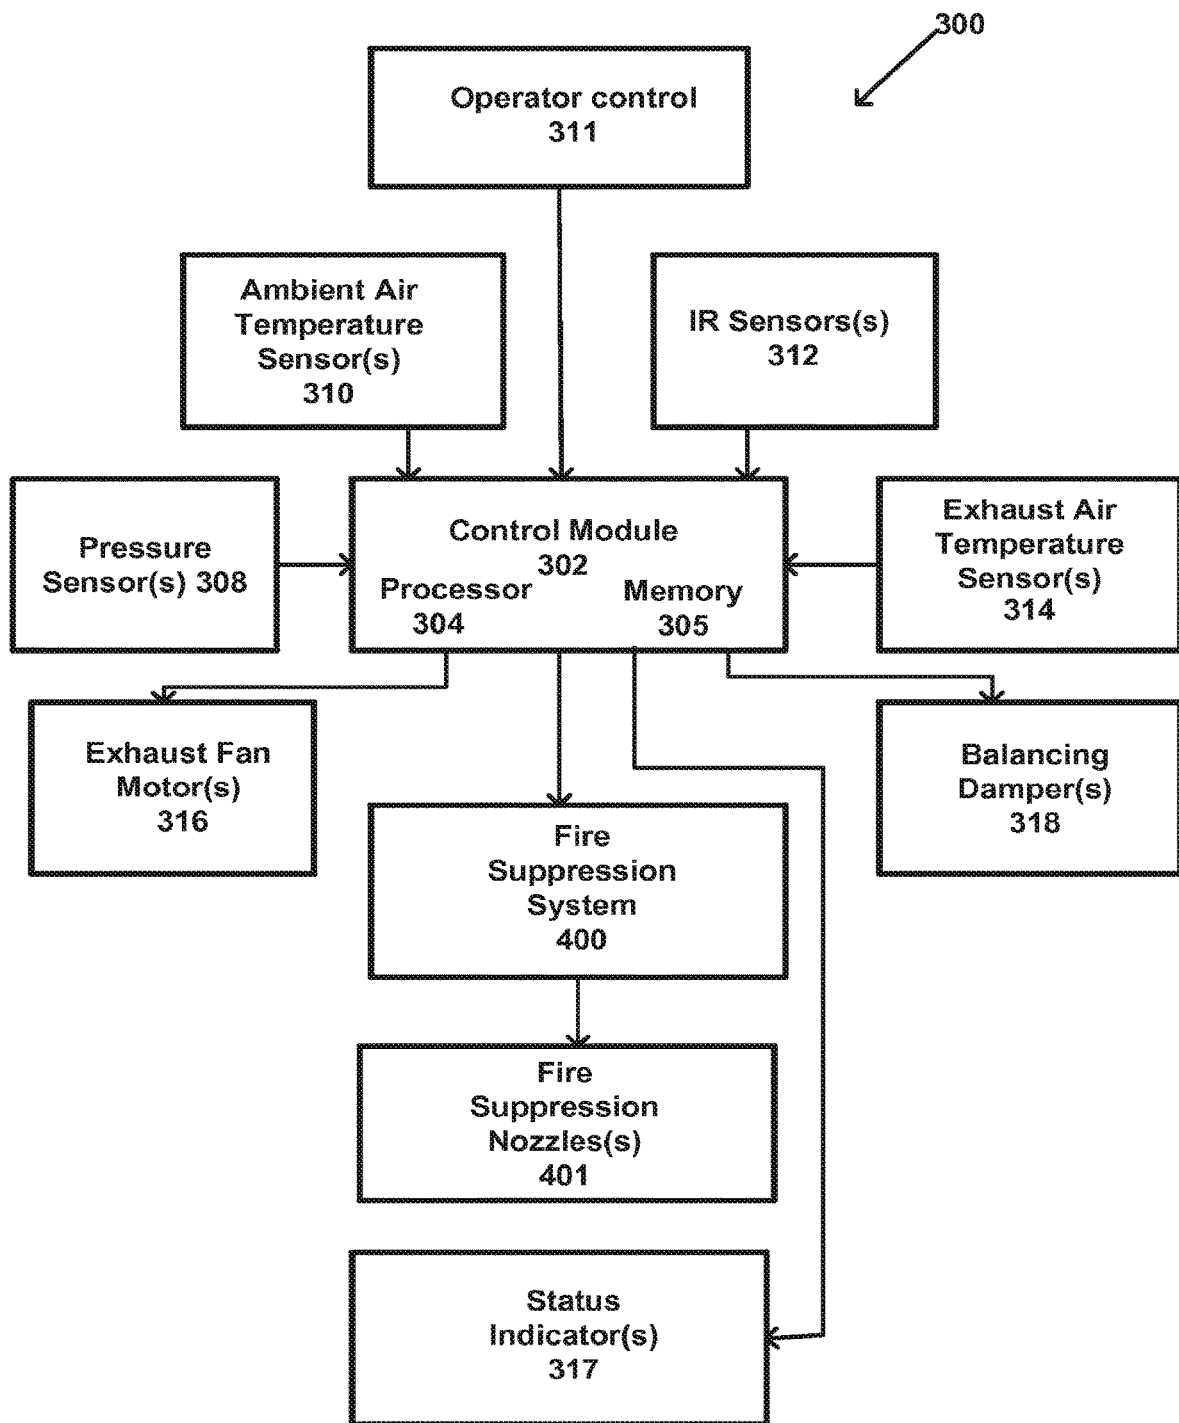 300
Operator control
311
Ambient Air
Temperature
Sensor(s)
310
IR Sensors(s)
312
Pressure
Sensor(s) 308
Control Module
302
Processor
304
Memory
305
Exhaust Air
Temperature
Sensor(s)
314
Exhaust Fan
Motor(s)
316
Balancing
Damper(s)
318
Fire
Suppression
System
400
Fire
Suppression
Nozzles(s)
401
Status
Indicator(s)
317